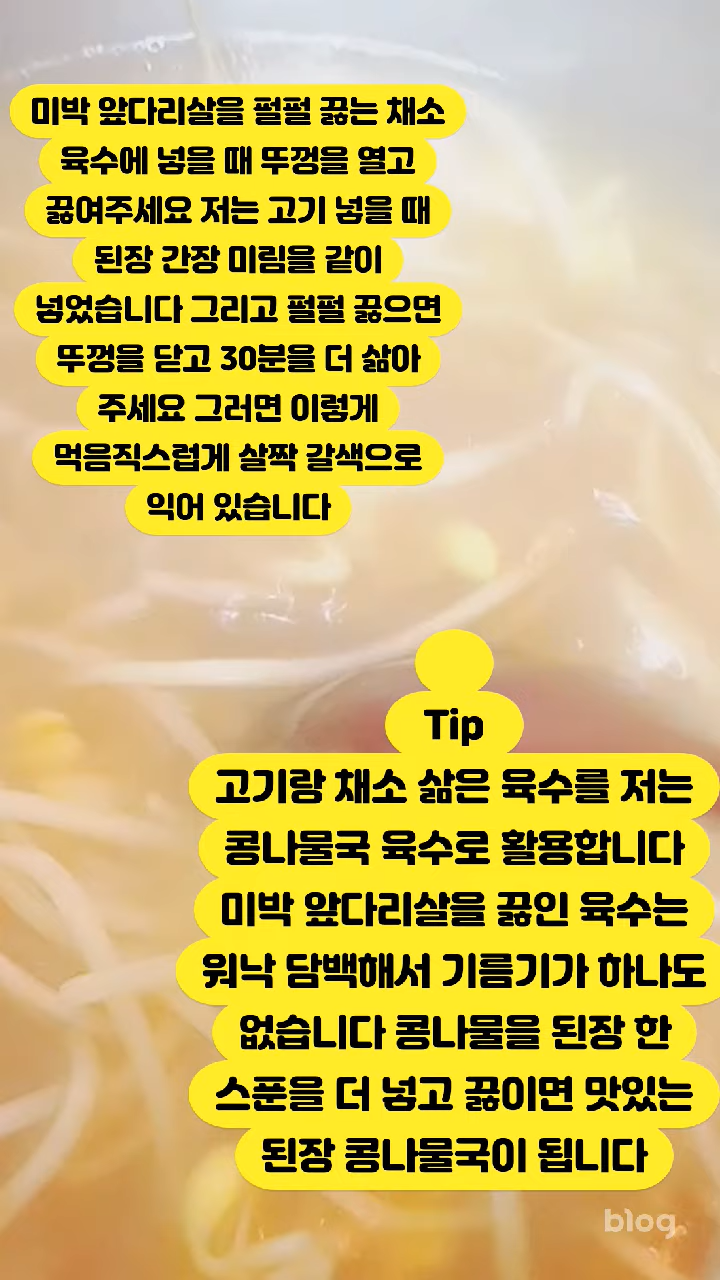 미박 앞다리살을 펄펄 끓는 채소
육수에 넣을 때 뚜껑을 열고
끓여주세요 저는 고기 넣을 때
된장 간장 미림을 같이
넣었습니다 그리고 펄펄 끓으면
뚜껑을 닫고 30분을 더 삶아
주세요 그러면 이렇게
먹음직스럽게 살짝 갈색으로
익어 있습니다
Tip
고기랑 채소 삶은 육수를 저는
콩나물국 육수로 활용합니다
미박 앞다리살을 끓인 육수는
워낙 담백해서 기름기가 하나도
없습니다 콩나물을 된장 한
스푼을 더 넣고 끓이면 맛있는
된장 콩나물국이 됩니다
blog